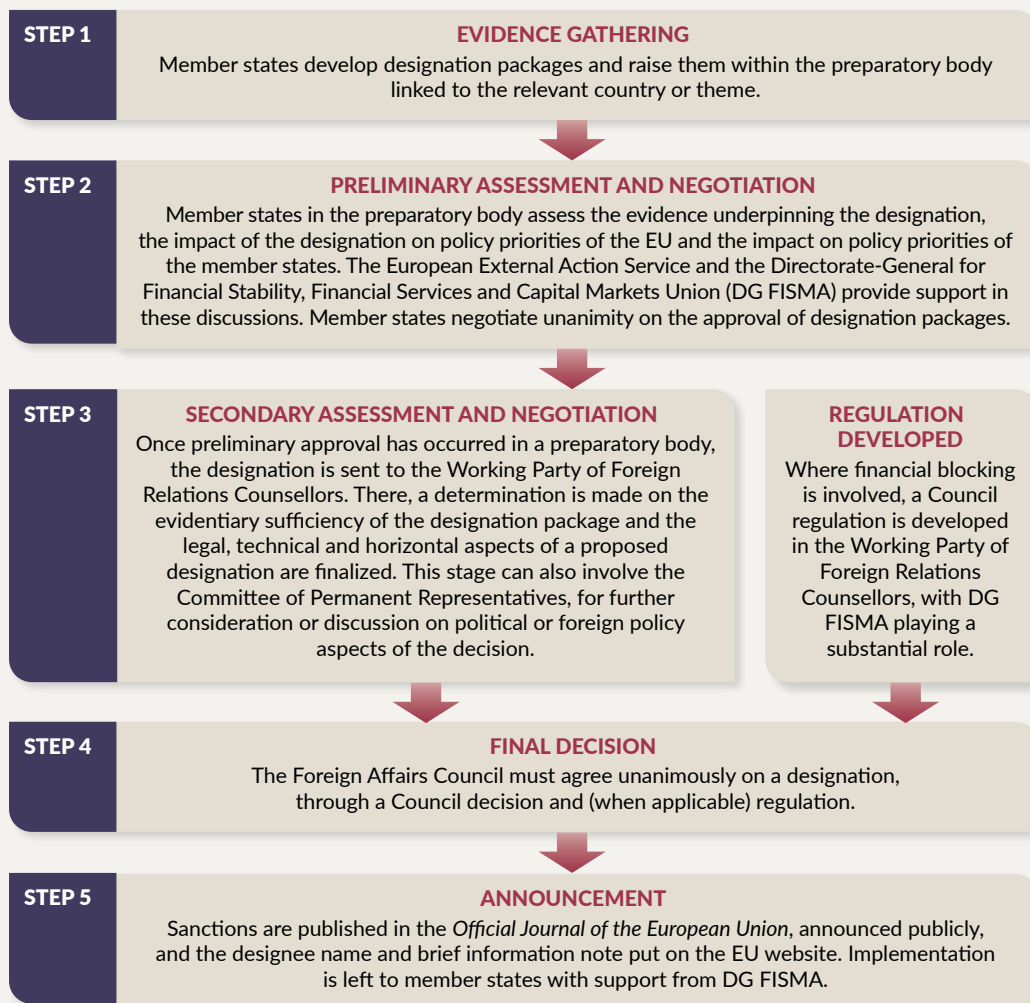 STEP 1
EVIDENCE GATHERING
Member states develop designation packages and raise them within the preparatory body
linked to the relevant country or theme.
STEP 2
PRELIMINARY ASSESSMENT AND NEGOTIATION
Member states in the preparatory body assess the evidence underpinning the designation,
the impact of the designation on policy priorities of the EU and the impact on policy priorities of
the member states. The European External Action Service and the Directorate-General for
Financial Stability, Financial Services and Capital Markets Union (DG FISMA) provide support in
these discussions. Member states negotiate unanimity on the approval of designation packages.
STEP 3
SECONDARY ASSESSMENT AND NEGOTIATION
Once preliminary approval has occurred in a preparatory body,
the designation is sent to the Working Party of Foreign
Relations Counsellors. There, a determination is made on the
evidentiary sufficiency of the designation package and the
legal, technical and horizontal aspects of a proposed
designation are finalized. This stage can also involve the
Committee of Permanent Representatives, for further
consideration or discussion on political or foreign policy
aspects of the decision.
REGULATION
DEVELOPED
Where financial blocking
is involved, a Council
regulation is developed
in the Working Party of
Foreign Relations
Counsellors, with DG
FISMA playing a
substantial role.
STEP 4
FINAL DECISION
The Foreign Affairs Council must agree unanimously on a designation,
through a Council decision and (when applicable) regulation.
STEP 5
ANNOUNCEMENT
Sanctions are published in the Official Journal of the European Union, announced publicly,
and the designee name and brief information note put on the EU website. Implementation
is left to member states with support from DG FISMA.